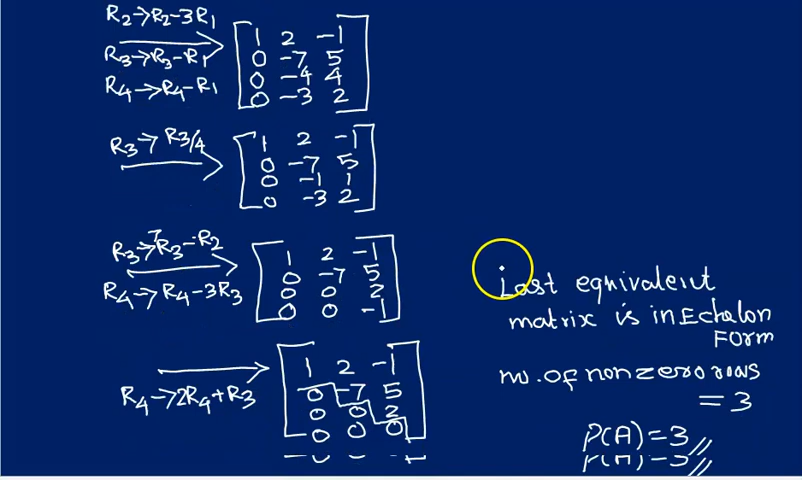 R2→R2-3R1
R3→R3-R1
R4→R4-R1
1 2 -1
0 -7 5
0 -4 4
0 -3 2
R3→ R3/4
1 2 -1
0 -7 5
0 -1 1
0 -3 2
R3→7R3-R2
R4→ R4-3R3
1 2 -1
0 -7 5
0 0 2
0 0 -1
R4→2R4+R3
1 2 -1
0 -7 5
0 0 2
0 0 0
Last equivalent
matrix is in Echelon
Form
no. of non zero rows
= 3
ρ(A) = 3